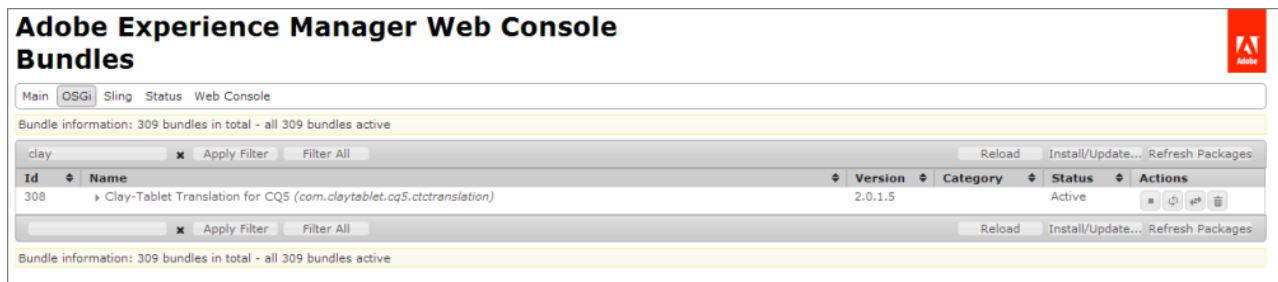 Adobe Experience Manager Web Console
Bundles
Adobe
Main OSGi Sling Status Web Console
Bundle information: 309 bundles in total - all 309 bundles active
clay Apply Filter Filter All Reload Install/Update... Refresh Packages
Id Name Version Category Status Actions
308 Clay-Tablet Translation for CQ5 (com.claytablet.cq5.ctctranslation) 2.0.1.5 Active
Apply Filter Filter All Reload Install/Update... Refresh Packages
Bundle information: 309 bundles in total - all 309 bundles active